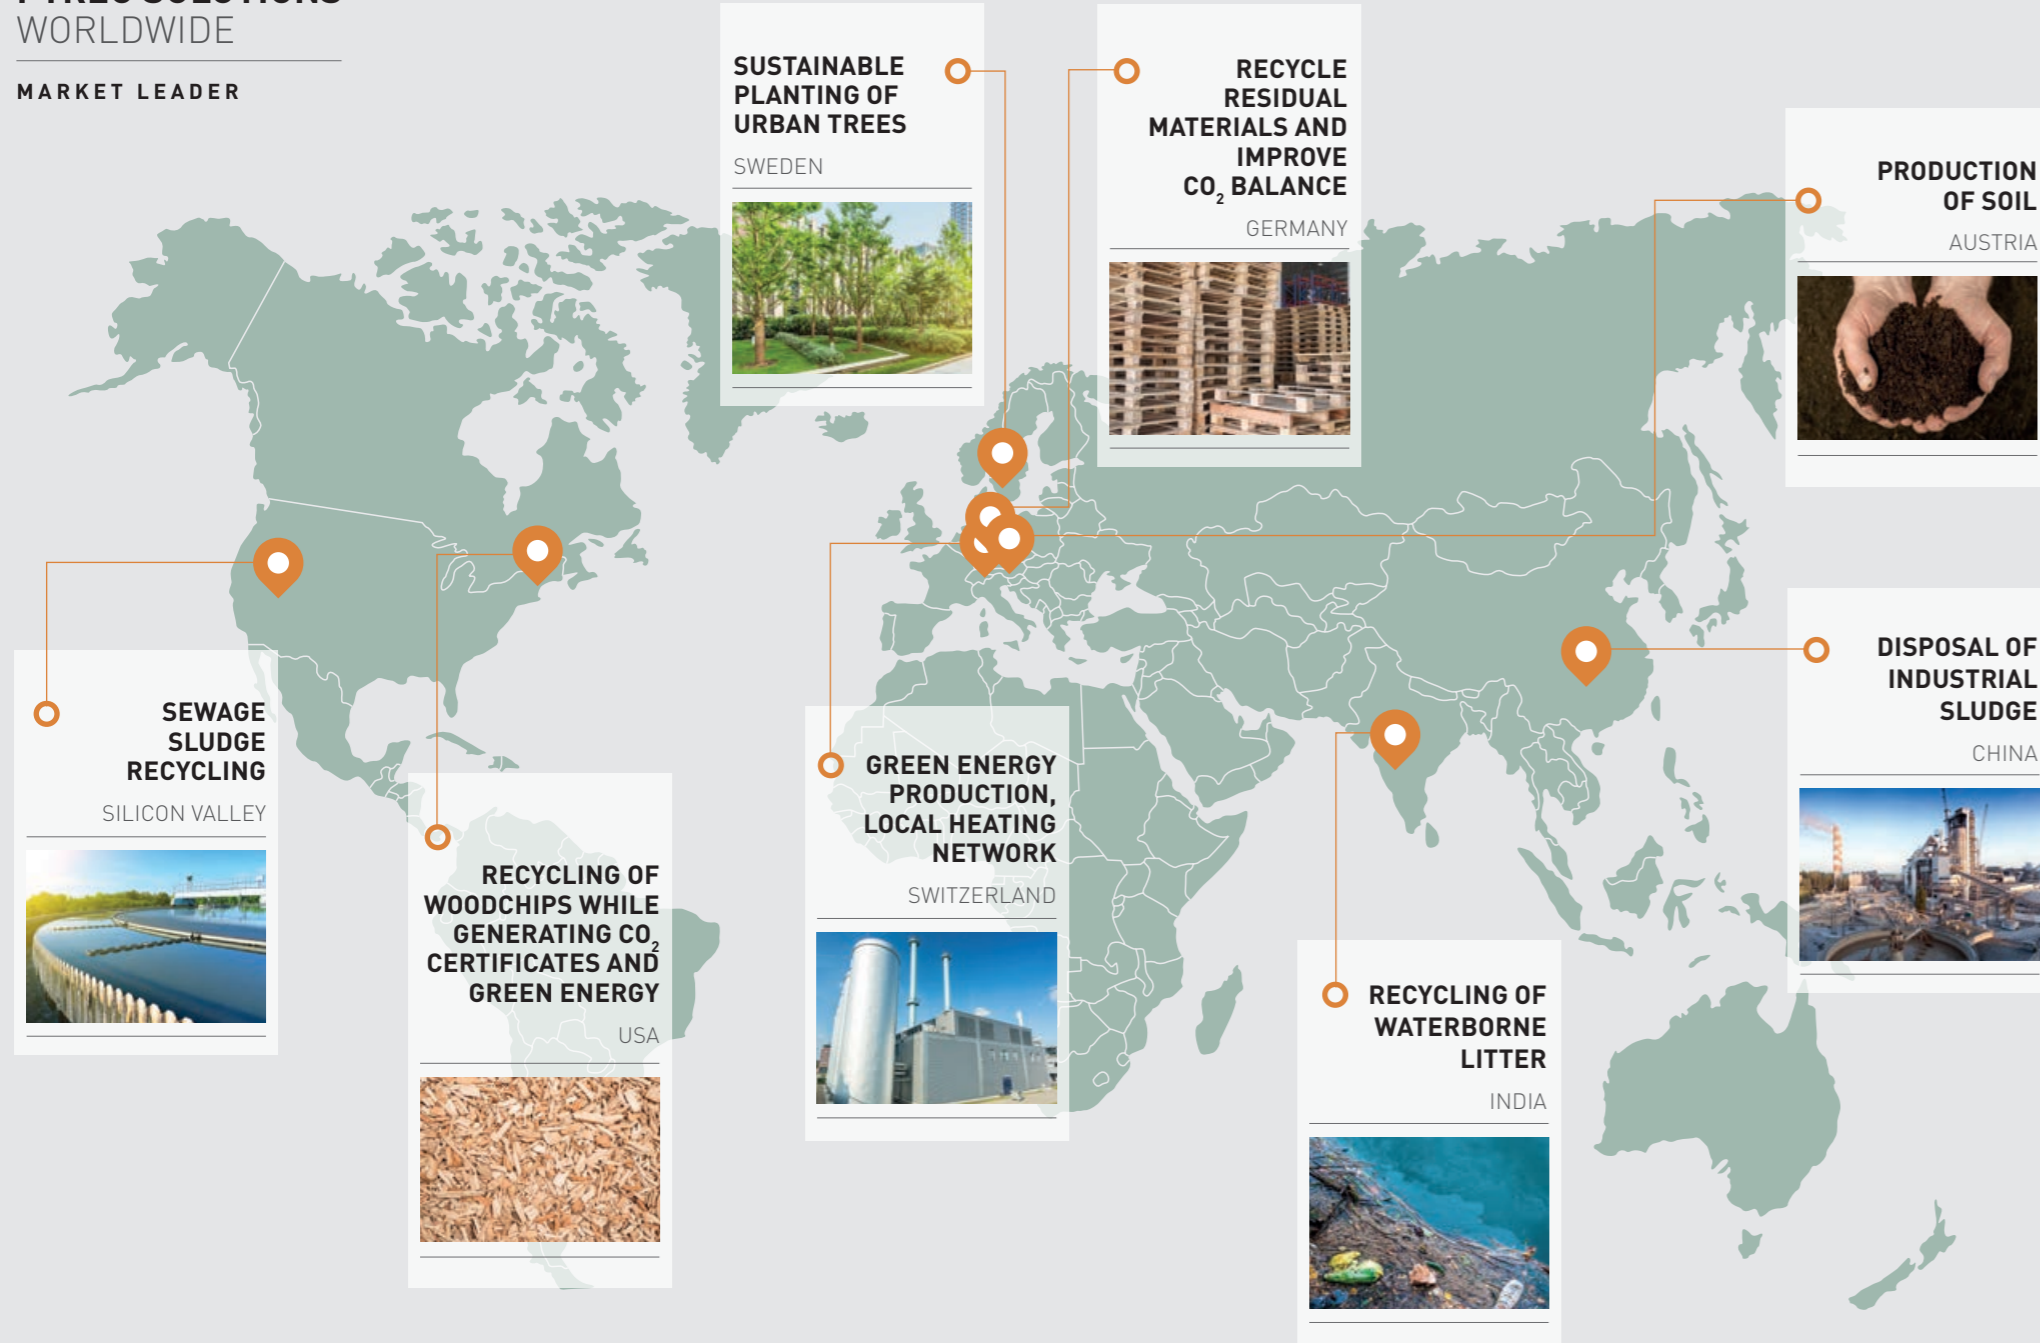 WORLDWIDE
MARKET LEADER
SUSTAINABLE
PLANTING OF
URBAN TREES
SWEDEN
RECYCLE
RESIDUAL
MATERIALS AND
IMPROVE
CO₂ BALANCE
GERMANY
PRODUCTION
OF SOIL
AUSTRIA
SEWAGE
SLUDGE
RECYCLING
SILICON VALLEY
RECYCLING OF
WOODCHIPS WHILE
GENERATING CO₂
CERTIFICATES AND
GREEN ENERGY
USA
GREEN ENERGY
PRODUCTION,
LOCAL HEATING
NETWORK
SWITZERLAND
RECYCLING OF
WATERBORNE
LITTER
INDIA
DISPOSAL OF
INDUSTRIAL
SLUDGE
CHINA